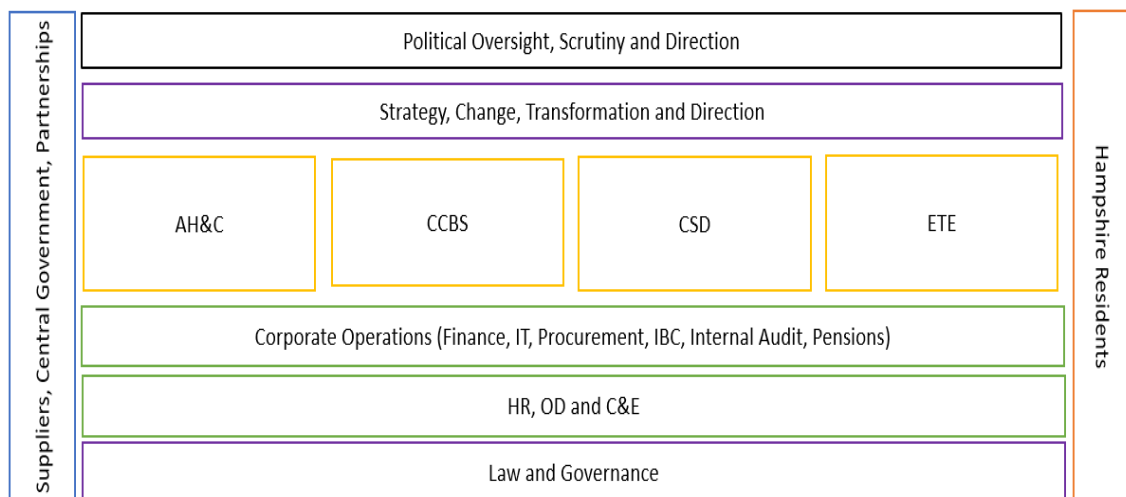 Suppliers, Central Government, Partnerships
Political Oversight, Scrutiny and Direction
Strategy, Change, Transformation and Direction
AH&C
CCBS
CSD
ETE
Corporate Operations (Finance, IT, Procurement, IBC, Internal Audit, Pensions)
HR, OD and C&E
Law and Governance
Hampshire Residents